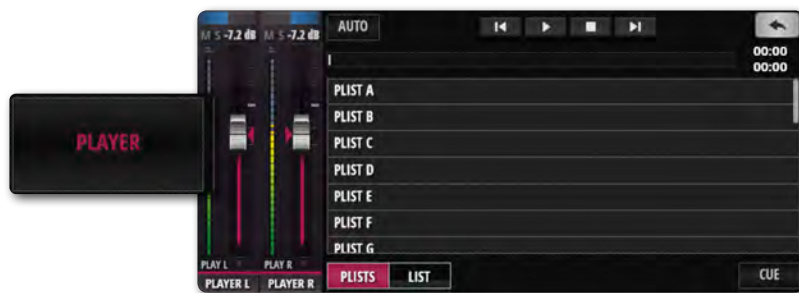 PLAYER
M S -7.2 dB M S -7.2 dB
AUTO
00:00
00:00
PLIST A
PLIST B
PLIST C
PLIST D
PLIST E
PLIST F
PLIST G
PLAY L PLAY R
PLAYER L PLAYER R
PLISTS LIST CUE